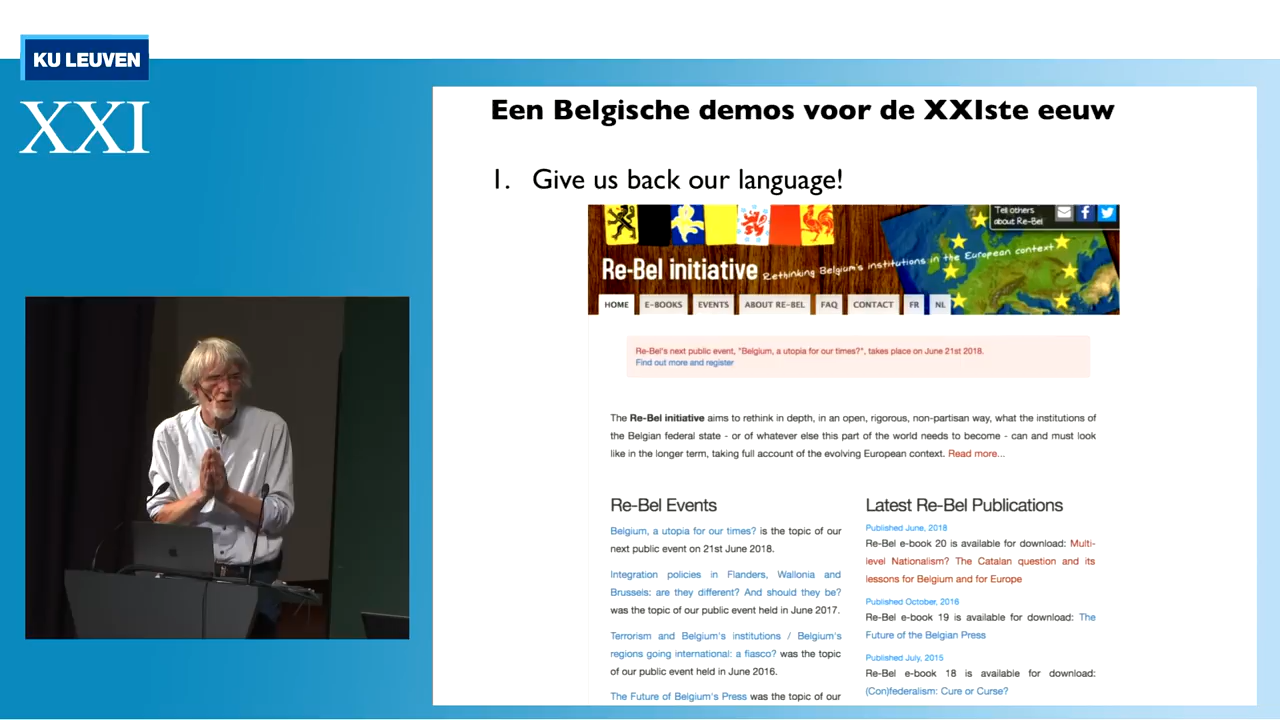 KU LEUVEN
XXI
Een Belgische demos voor de XXIste eeuw
1. Give us back our language!
Tell others
about Re-Bel
Re-Bel initiative Rethinking Belgium's institutions in the European context
HOME E-BOOKS EVENTS ABOUT RE-BEL FAQ CONTACT FR NL
Re-Bel's next public event, "Belgium, a utopia for our times?", takes place on June 21st 2018.
Find out more and register
The Re-Bel initiative aims to rethink in depth, in an open, rigorous, non-partisan way, what the institutions of
the Belgian federal state - or of whatever else this part of the world needs to become - can and must look
like in the longer term, taking full account of the evolving European context. Read more...
Re-Bel Events
Belgium, a utopia for our times? is the topic of our
next public event on 21st June 2018.
Integration policies in Flanders, Wallonia and
Brussels: are they different? And should they be?
was the topic of our public event held in June 2017.
Terrorism and Belgium's institutions / Belgium's
regions going international: a fiasco? was the topic
of our public event held in June 2016.
The Future of Belgium's Press was the topic of our
Latest Re-Bel Publications
Published June, 2018
Re-Bel e-book 20 is available for download: Multi-
level Nationalism? The Catalan question and its
lessons for Belgium and for Europe
Published October, 2016
Re-Bel e-book 19 is available for download: The
Future of the Belgian Press
Published July, 2015
Re-Bel e-book 18 is available for download:
(Con)federalism: Cure or Curse?